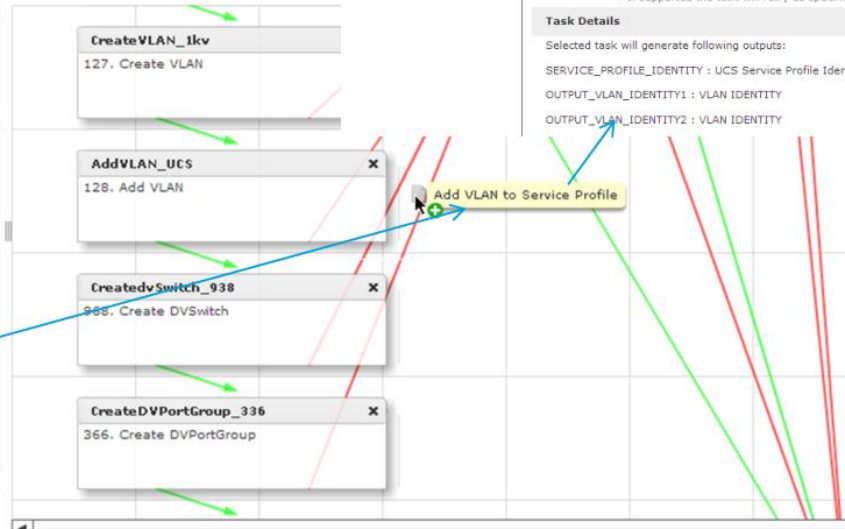 Task Details
Selected task will generate following outputs:
SERVICE_PROFILE_IDENTITY : UCS Service Profile Iden
OUTPUT_VLAN_IDENTITY1 : VLAN IDENTITY
OUTPUT_VLAN_IDENTITY2 : VLAN IDENTITY
CreateVLAN_1kv
127. Create VLAN
AddVLAN_UCS
128. Add VLAN
Add VLAN to Service Profile
CreatedvSwitch_938
968. Create DVSwitch
CreateDVPortGroup_336
366. Create DVPortGroup